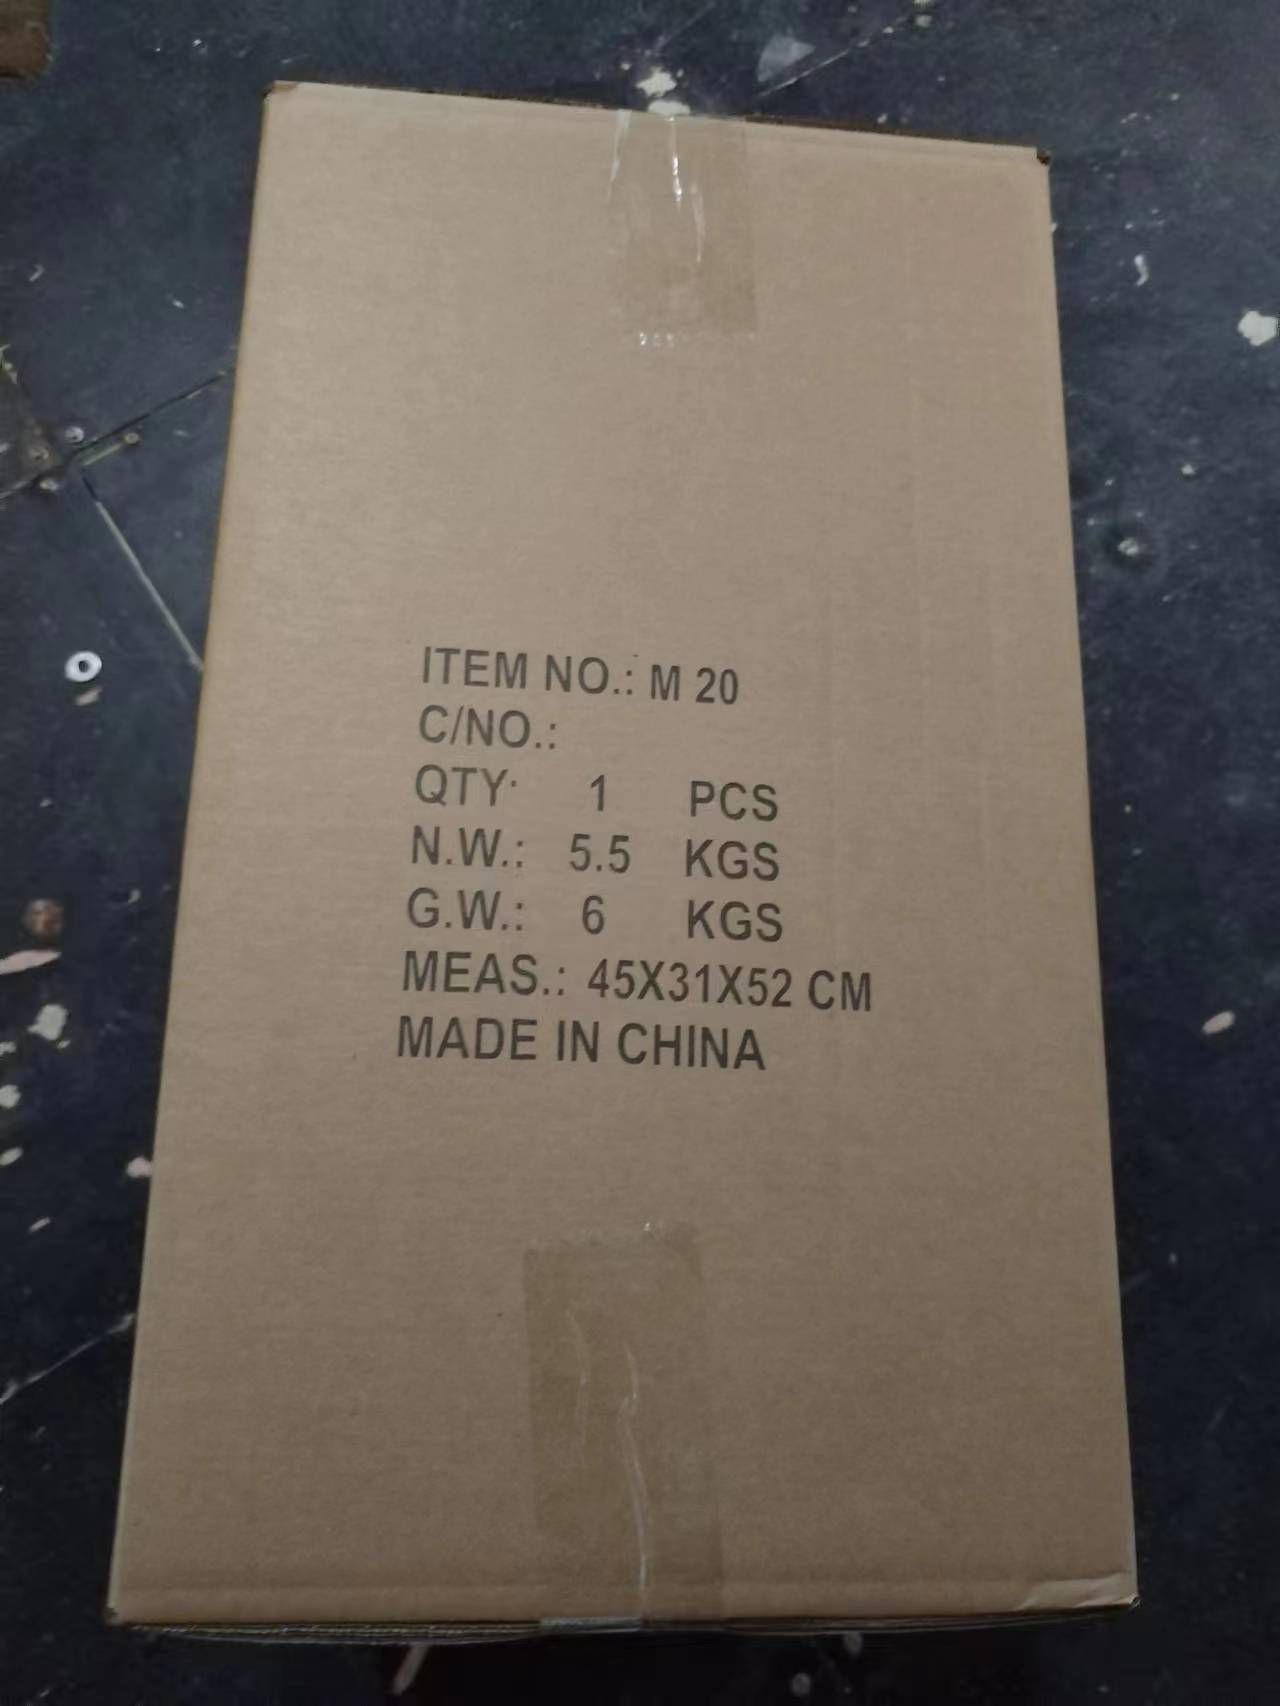 ITEM NO.: M 20
C/NO.:
QTY: 1 PCS
N.W.: 5.5 KGS
G.W.: 6 KGS
MEAS.: 45X31X52 CM
MADE IN CHINA